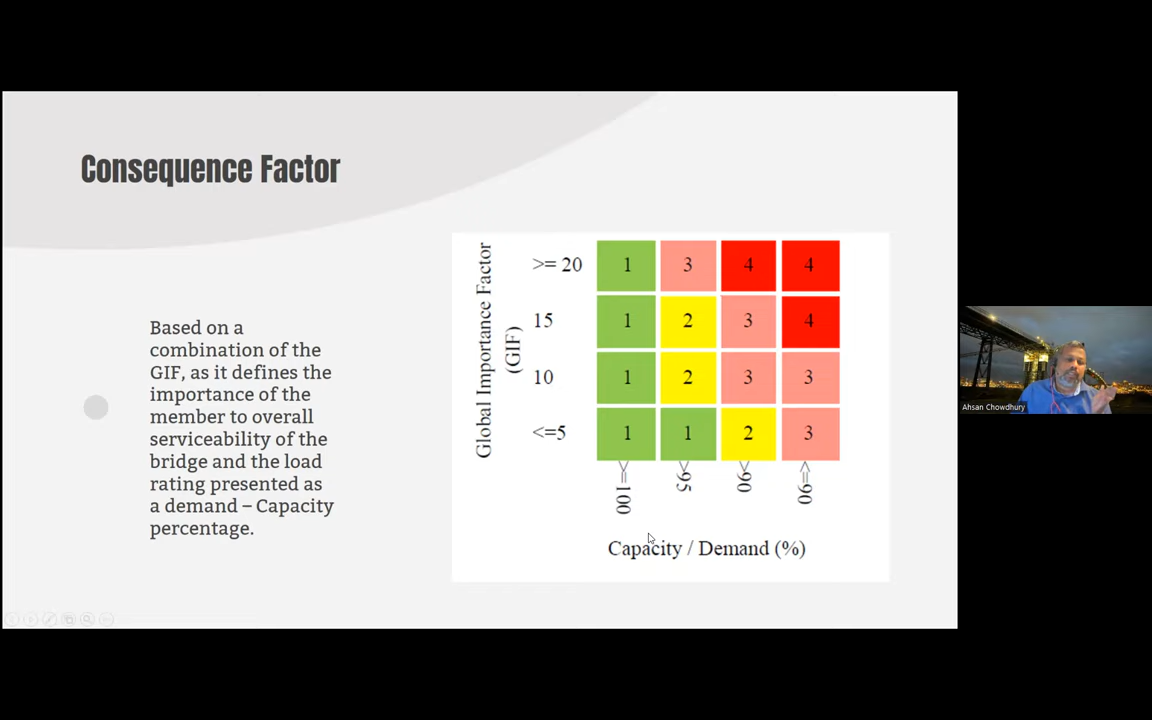 Consequence Factor
Based on a
combination of the
GIF, as it defines the
importance of the
member to overall
serviceability of the
bridge and the load
rating presented as
a demand – Capacity
percentage.
Global Importance Factor
(GIF)
>= 20 1 3 4 4
15 1 2 3 4
10 1 2 3 3
<=5 1 1 2 3
>=100 >95 >90 <=90
Capacity / Demand (%)
Ahsan Chowdhury